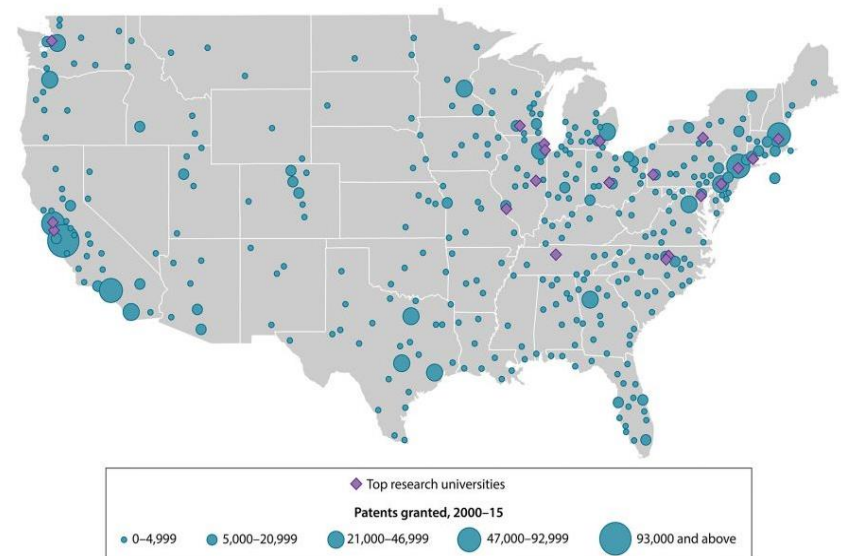 Top research universities
Patents granted, 2000–15
0–4,999 5,000–20,999 21,000–46,999 47,000–92,999 93,000 and above